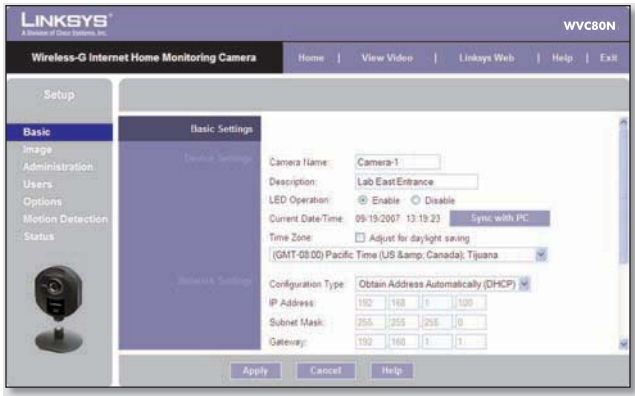 LINKSYS®
A Division of Cisco Systems, Inc.
WVC80N
Wireless-G Internet Home Monitoring Camera
Home | View Video | Linksys Web | Help | Exit
Setup
Basic
Image
Administration
Users
Options
Motion Detection
Status
Basic Settings
Device Settings
Camera Name: Camera-1
Description: Lab East Entrance
LED Operation: Enable Disable
Current Date/Time: 09/19/2007 13:19:23 Sync with PC
Time Zone: Adjust for daylight saving
(GMT-08:00) Pacific Time (US &amp; Canada); Tijuana
Network Settings
Configuration Type: Obtain Address Automatically (DHCP)
IP Address: 192 168 1 100
Subnet Mask: 255 255 255 0
Gateway: 192 168 1 1
Apply Cancel Help